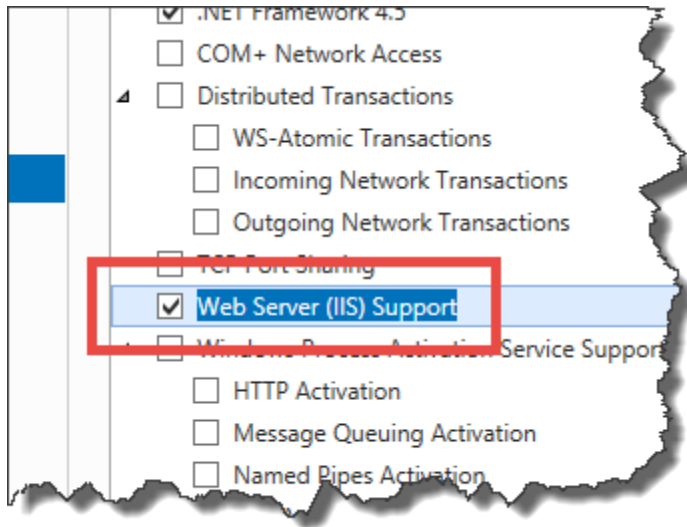 .NET Framework 4.5
COM+ Network Access
Distributed Transactions
WS-Atomic Transactions
Incoming Network Transactions
Outgoing Network Transactions
TCP Port Sharing
Web Server (IIS) Support
Windows Process Activation Service Support
HTTP Activation
Message Queuing Activation
Named Pipes Activation